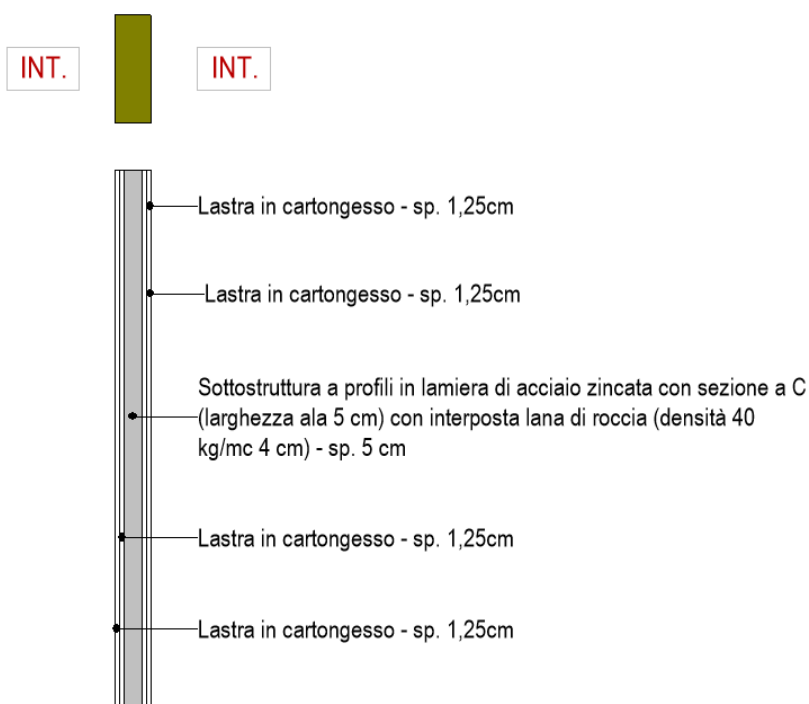 INT.
INT.
Lastra in cartongesso - sp. 1,25cm
Lastra in cartongesso - sp. 1,25cm
Sottostruttura a profili in lamiera di acciaio zincata con sezione a C
(larghezza ala 5 cm) con interposta lana di roccia (densità 40
kg/mc 4 cm) - sp. 5 cm
Lastra in cartongesso - sp. 1,25cm
Lastra in cartongesso - sp. 1,25cm